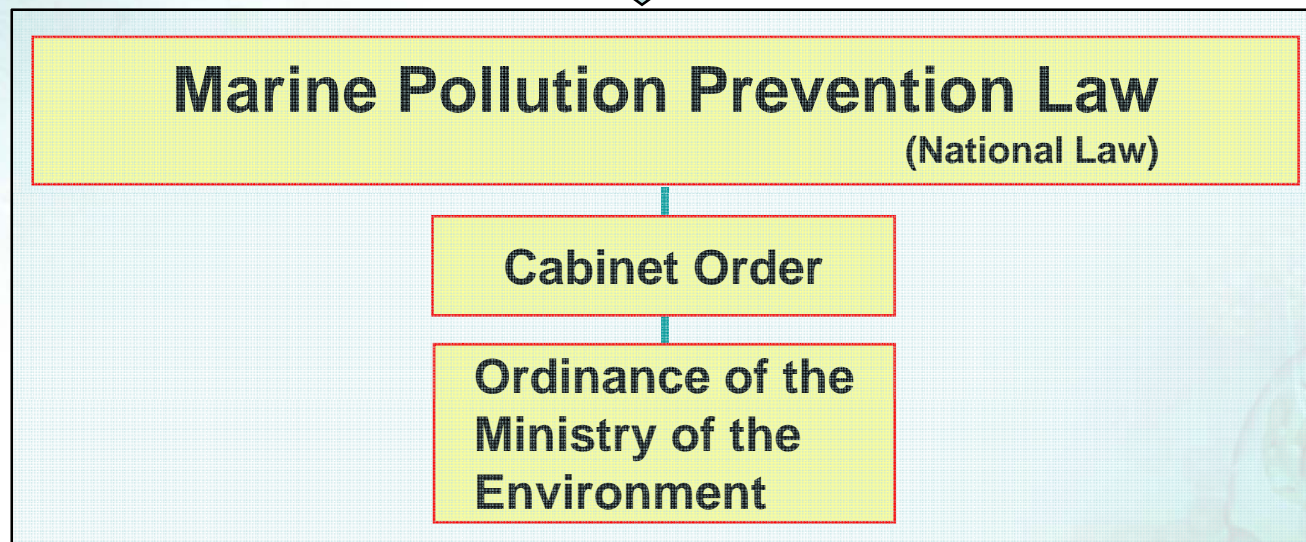 Marine Pollution Prevention Law
(National Law)
Cabinet Order
Ordinance of the
Ministry of the
Environment